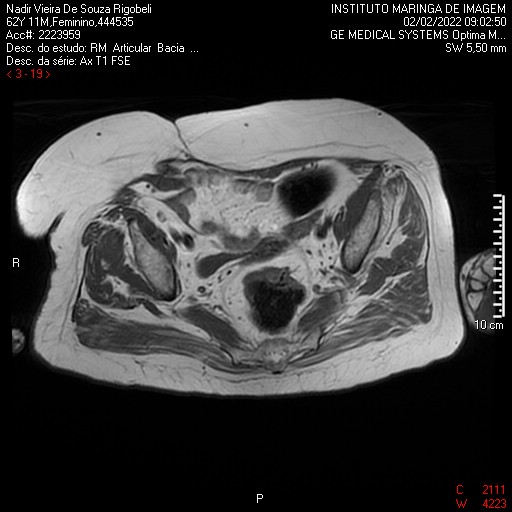 Nadir Vieira De Souza Rigobeli
62Y 11M,Feminino,444535
Acc#: 2223959
Desc. do estudo: RM Articular Bacia ...
Desc. da série: Ax T1 FSE
< 3 - 19 >
INSTITUTO MARINGA DE IMAGEM
02/02/2022 09:02:50
GE MEDICAL SYSTEMS Optima M...
SW 5,50 mm
R
10 cm
P
C 2111
W 4223